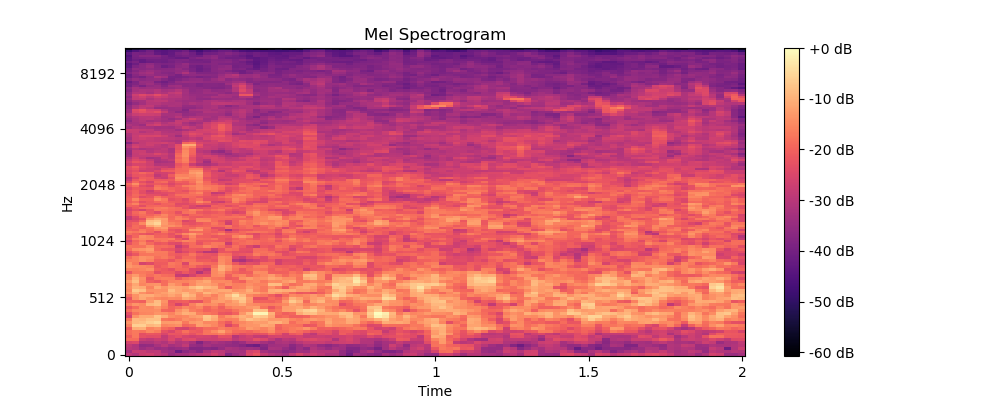 Mel Spectrogram
Hz
8192
4096
2048
1024
512
0
0 0.5 1 1.5 2
Time
+0 dB
-10 dB
-20 dB
-30 dB
-40 dB
-50 dB
-60 dB